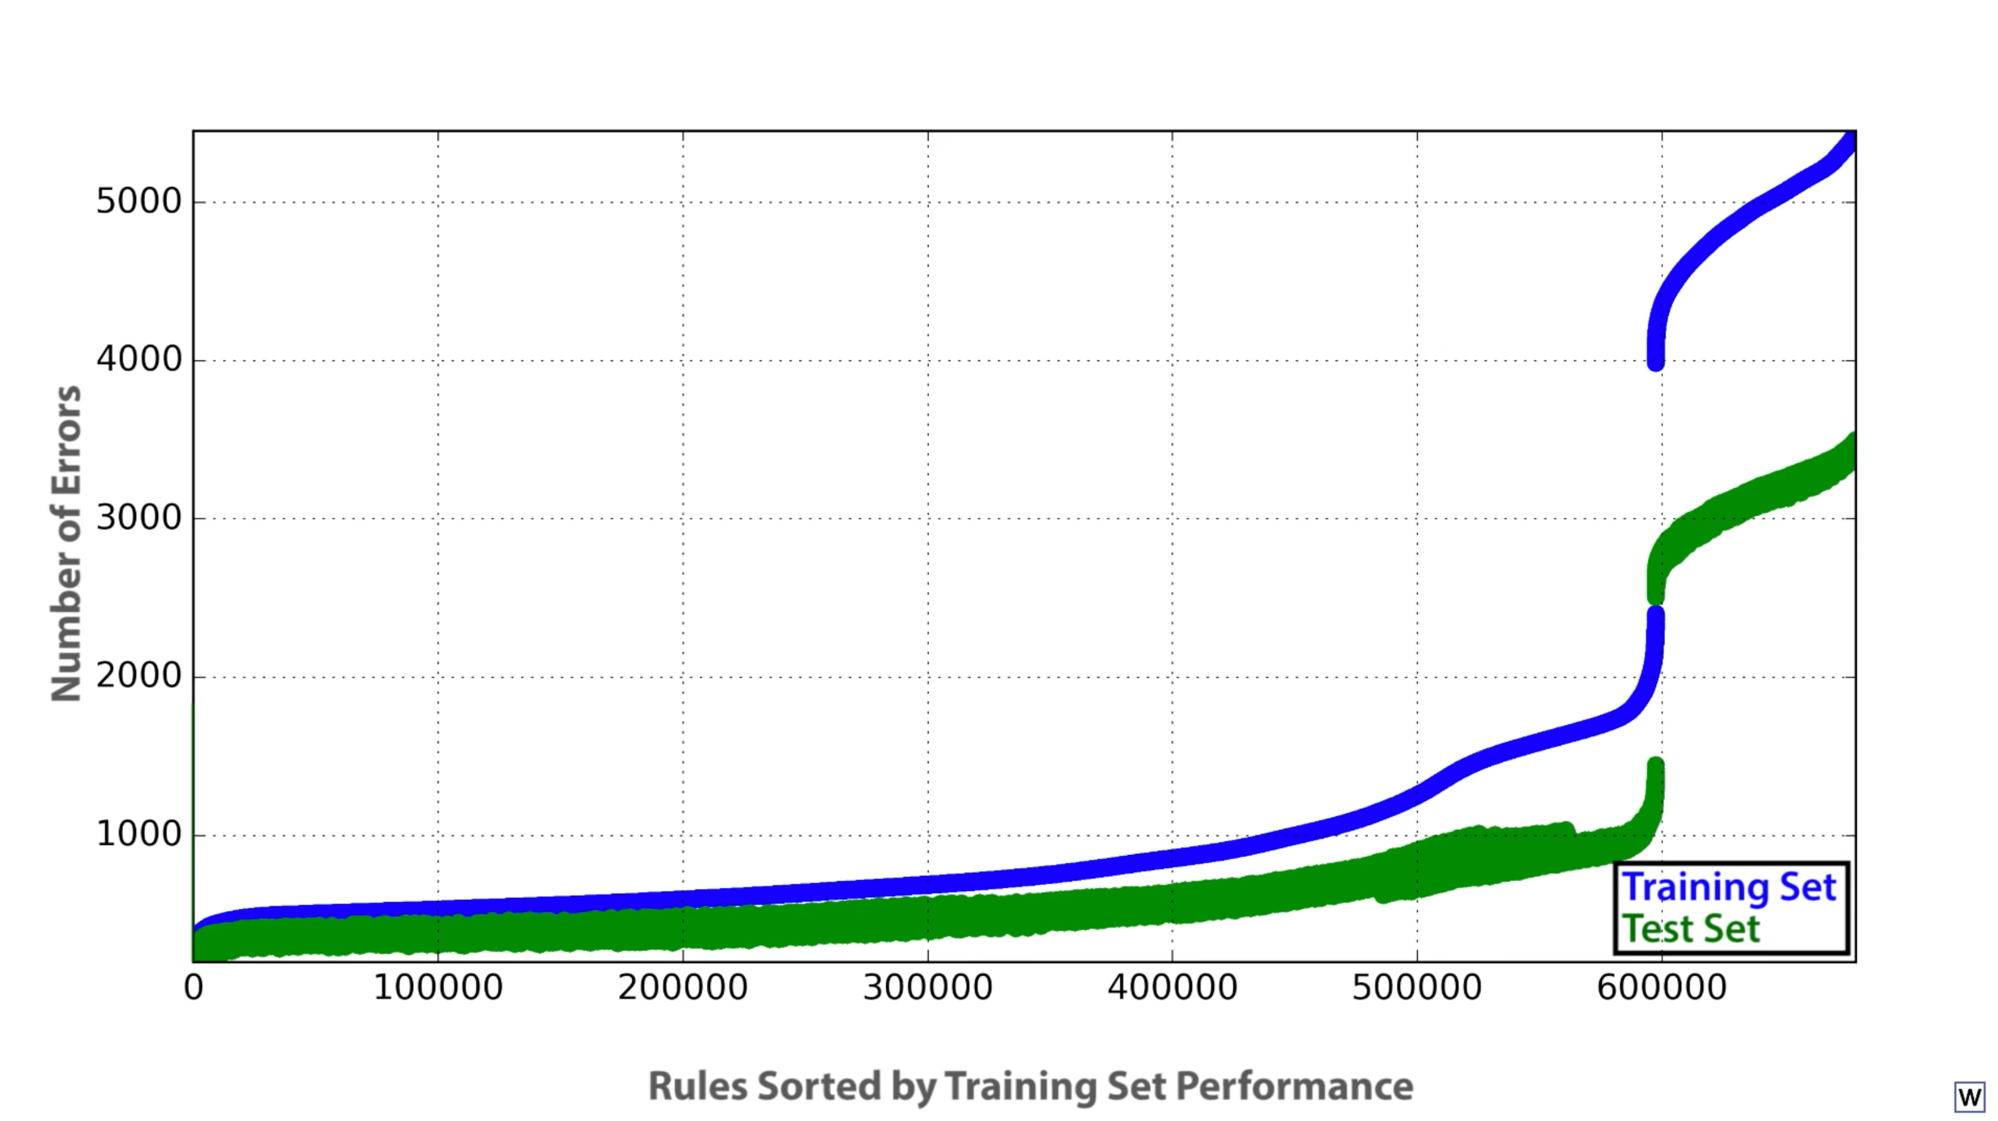 5000
4000
3000
2000
1000
Number of Errors
0
100000
200000
300000
400000
500000
600000
Training Set
Test Set
Rules Sorted by Training Set Performance
W